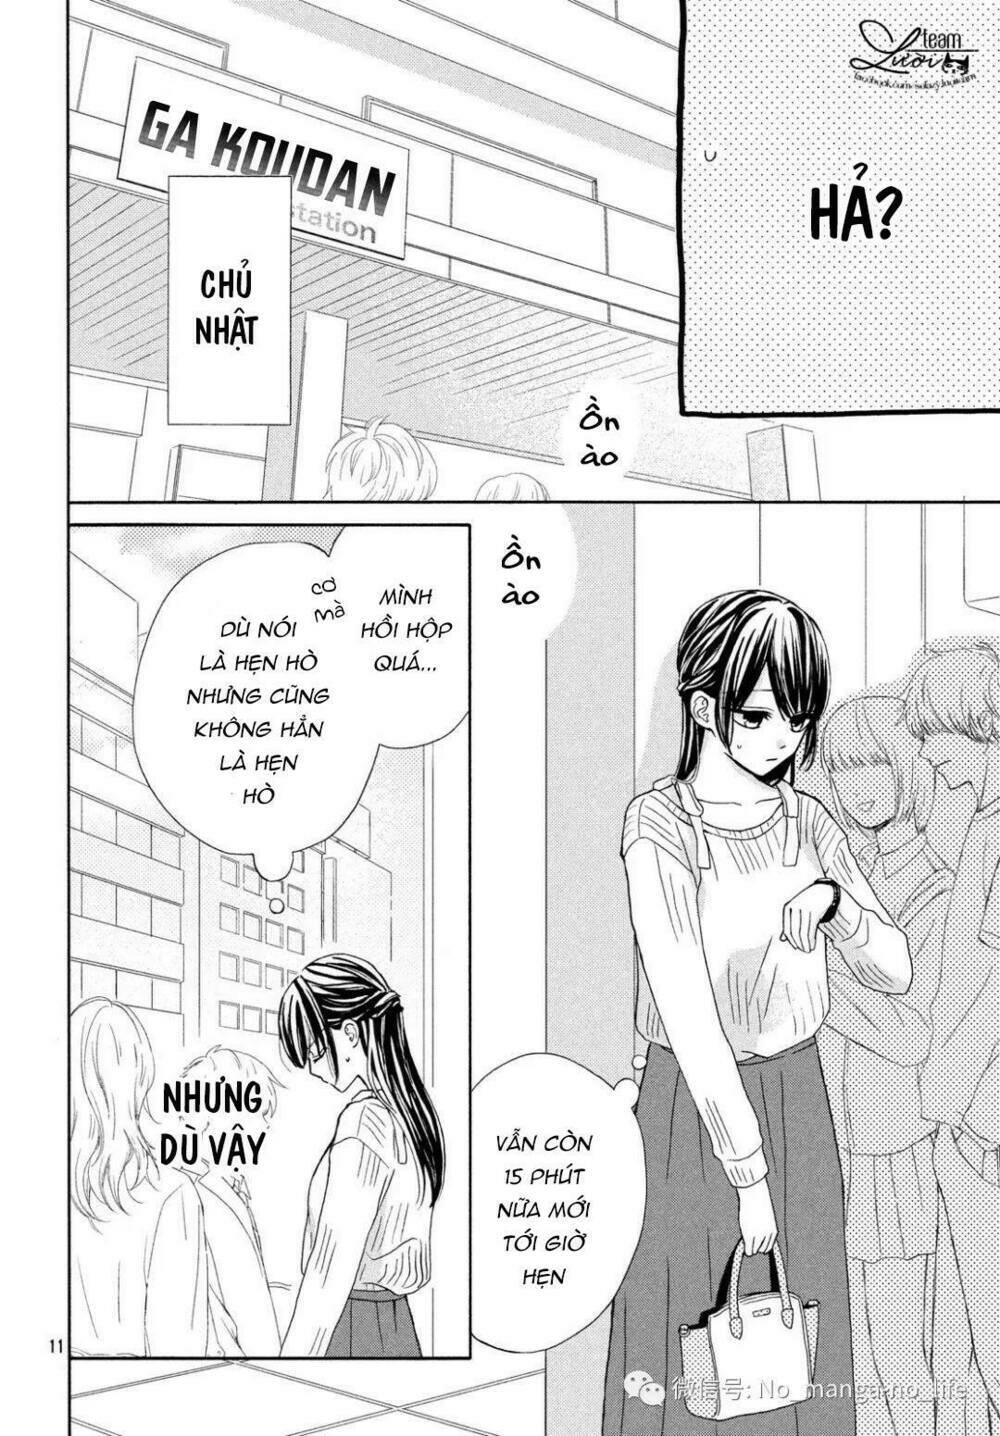 team
Lười
HẢ?
GA KOUDAN
station
CHỦ
NHẬT
Ồn
ào
Ồn
ào
MÌNH
HỒI HỘP
QUÁ...
cơ
mà
DÙ NÓI
LÀ HẸN HÒ
NHƯNG CŨNG
KHÔNG HẲN
LÀ HẸN
HÒ
VẪN CÒN
15 PHÚT
NỮA MỚI
TỚI GIỜ
HẸN
NHƯNG
DÙ VẬY
11
微信号: No_manga-no_life